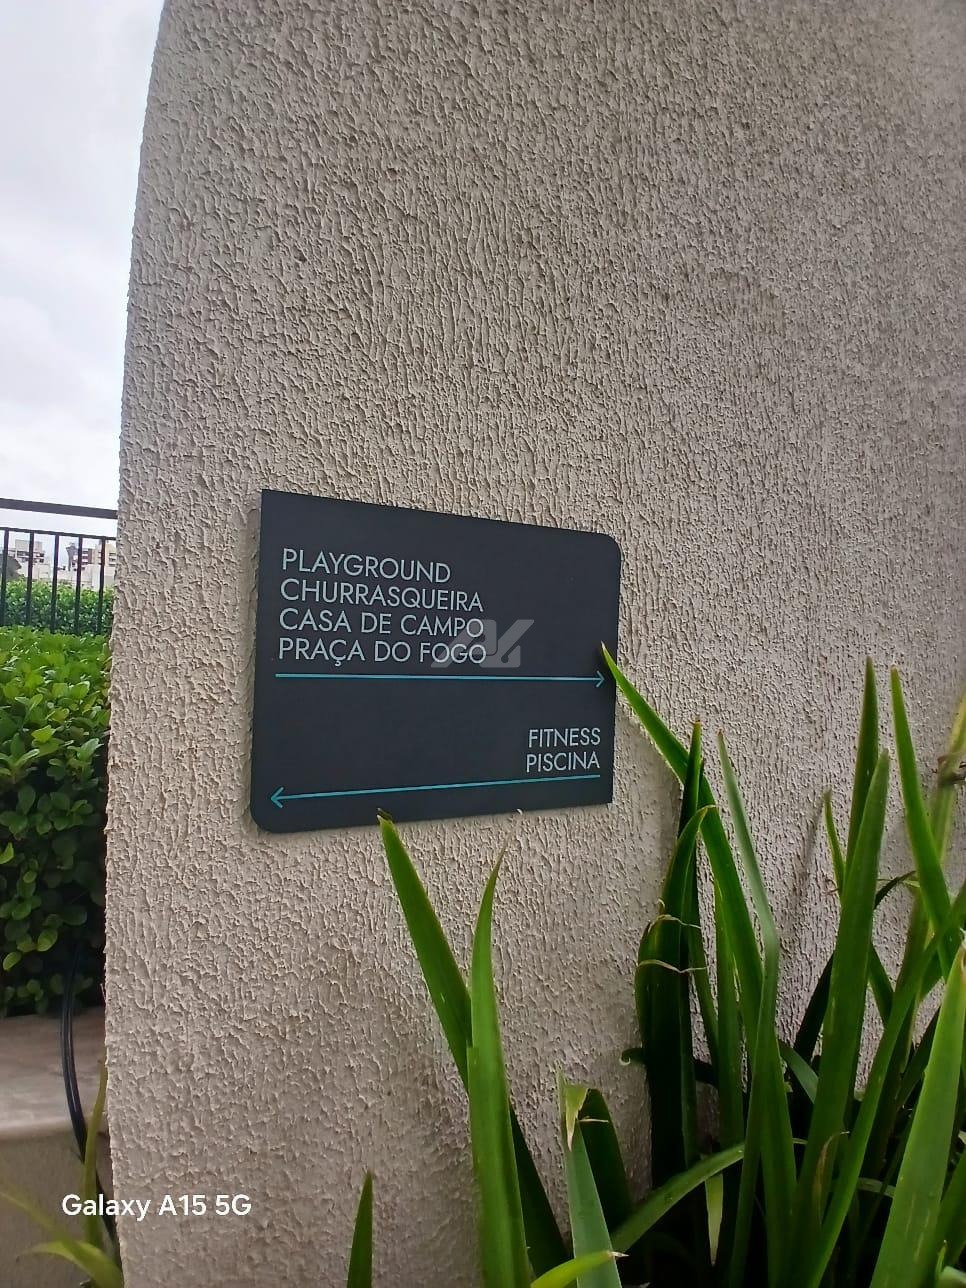 PLAYGROUND
CHURRASQUEIRA
CASA DE CAMPO
PRAÇA DO FOGO
FITNESS
PISCINA
Galaxy A15 5G